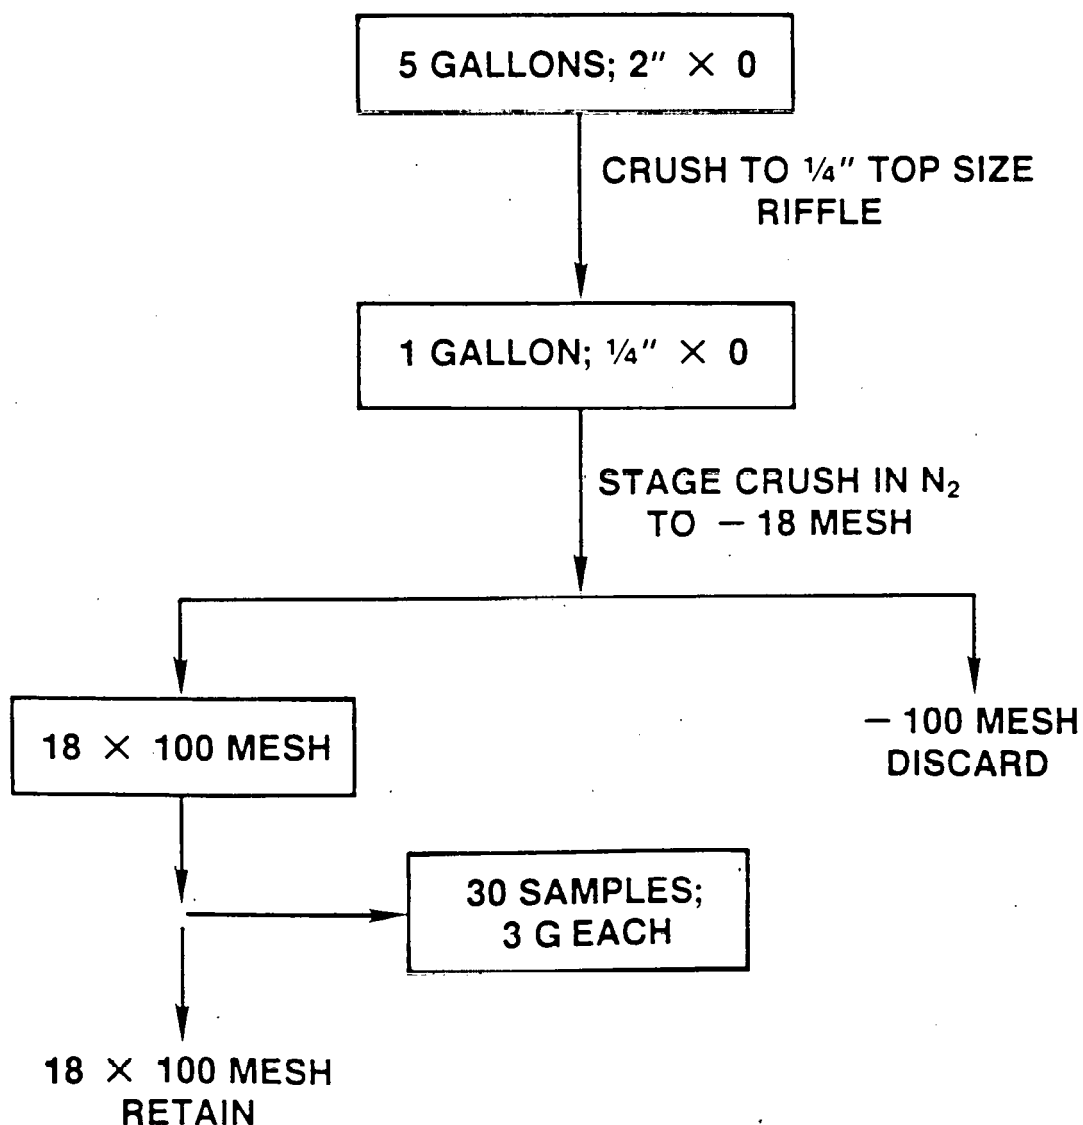 5 GALLONS; 2″ × 0
CRUSH TO ¼″ TOP SIZE
RIFFLE
1 GALLON; ¼″ × 0
STAGE CRUSH IN N₂
TO − 18 MESH
18 × 100 MESH
− 100 MESH
DISCARD
30 SAMPLES;
3 G EACH
18 × 100 MESH
RETAIN